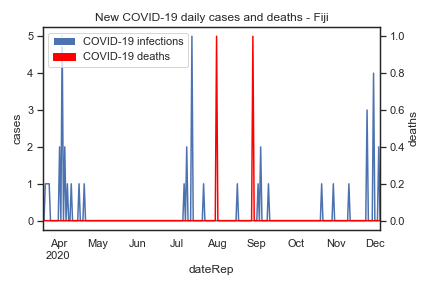 New COVID-19 daily cases and deaths - Fiji
COVID-19 infections
COVID-19 deaths
5
4
3
2
1
0
cases
1.0
0.8
0.6
0.4
0.2
0.0
deaths
Apr May Jun Jul Aug Sep Oct Nov Dec
2020
dateRep